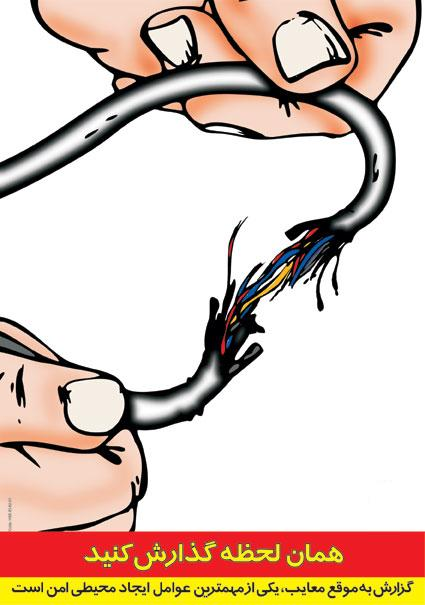 همان لحظه گذارش کنید
گزارش به موقع معایب، یکی از مهمترین عوامل ایجاد محیطی امن است